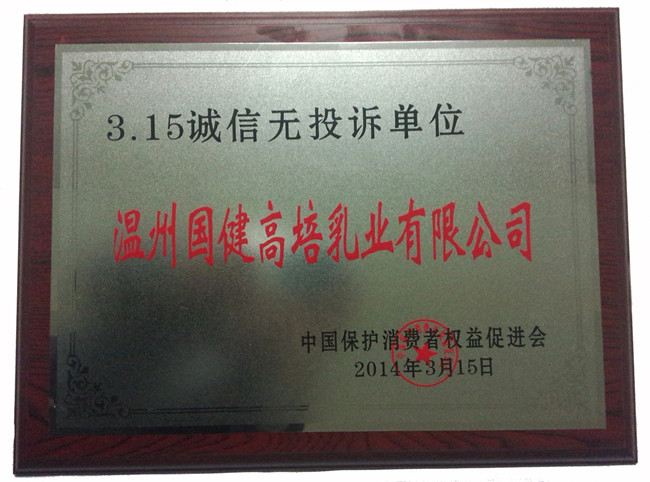 3.15诚信无投诉单位
温州国健高培乳业有限公司
中国保护消费者权益促进会
2014年3月15日